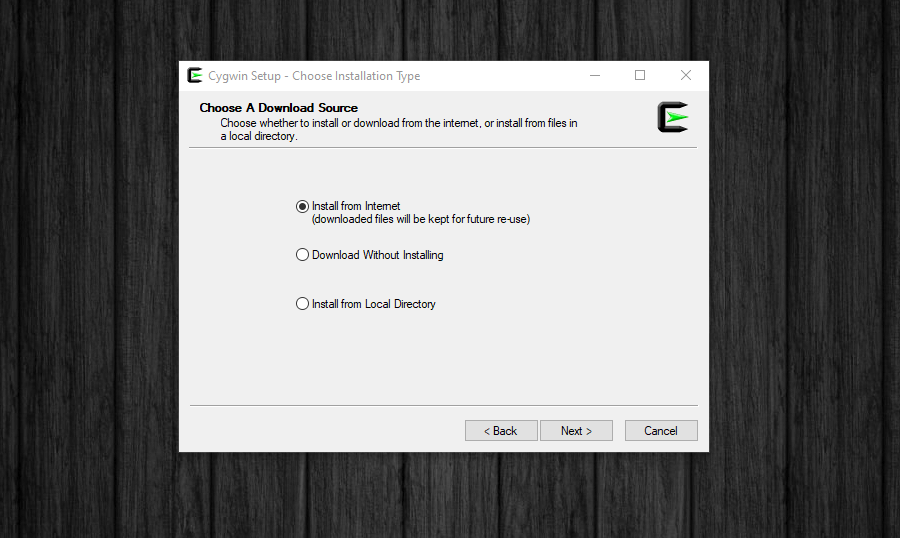 Cygwin Setup - Choose Installation Type
Choose A Download Source
Choose whether to install or download from the internet, or install from files in
a local directory.
Install from Internet
(downloaded files will be kept for future re-use)
Download Without Installing
Install from Local Directory
< Back
Next >
Cancel